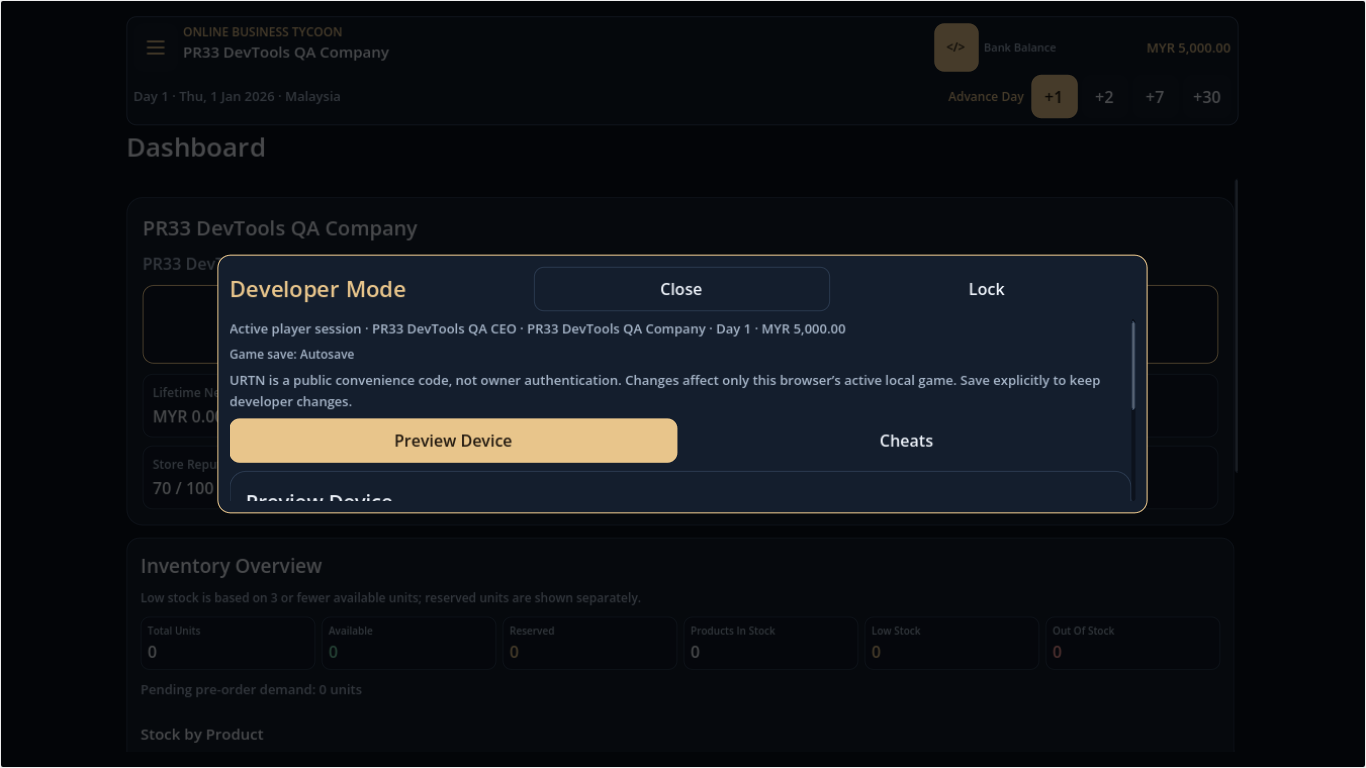 ONLINE BUSINESS TYCOON
PR33 DevTools QA Company
</>
Bank Balance
MYR 5,000.00
Day 1 · Thu, 1 Jan 2026 · Malaysia
Advance Day
+1
+2
+7
+30
Dashboard
PR33 DevTools QA Company
Developer Mode
Close
Lock
Active player session · PR33 DevTools QA CEO · PR33 DevTools QA Company · Day 1 · MYR 5,000.00
Game save: Autosave
URTN is a public convenience code, not owner authentication. Changes affect only this browser’s active local game. Save explicitly to keep
developer changes.
Preview Device
Cheats
Preview Device
PR33
Lifetime
MYR
Store
70 / 100
Inventory Overview
Low stock is based on 3 or fewer available units; reserved units are shown separately.
Total Units
0
Available
0
Reserved
0
Products In Stock
0
Low Stock
0
Out Of Stock
0
Pending pre-order demand: 0 units
Stock by Product